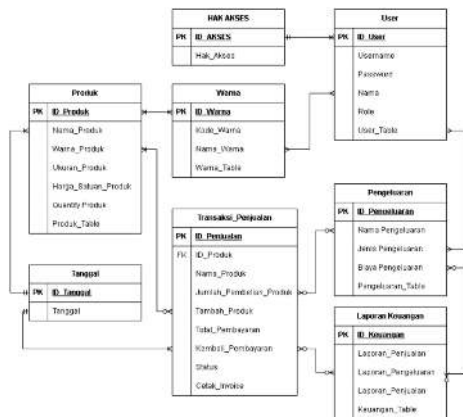 HAK AKSES
PK ID_AKSES
Hak_Akses
User
PK ID_User
Username
Password
Nama
Role
User_Table
Produk
PK ID_Produk
Nama_Produk
Warna_Produk
Ukuran_Produk
Harga_Satuan_Produk
Quantity Produk
Produk_Table
Warna
PK ID_Warna
Kode_Warna
Nama_Warna
Warna_Table
Transaksi_Penjualan
PK ID_Penjualan
FK ID_Produk
Nama_Produk
Jumlah_Pembelian_Produk
Tambah_Produk
Total_Pembayaran
Kembali_Pembayaran
Status
Cetak_Invoice
Pengeluaran
PK ID_Pengeluaran
Nama Pengeluaran
Jenis Pengeluaran
Biaya Pengeluaran
Pengeluaran_Table
Tanggal
PK ID_Tanggal
Tanggal
Laporan Keuangan
PK ID_Keuangan
Laporan_Penjualan
Laporan_Pengeluaran
Laporan_Penjualan
Keuangan_Table